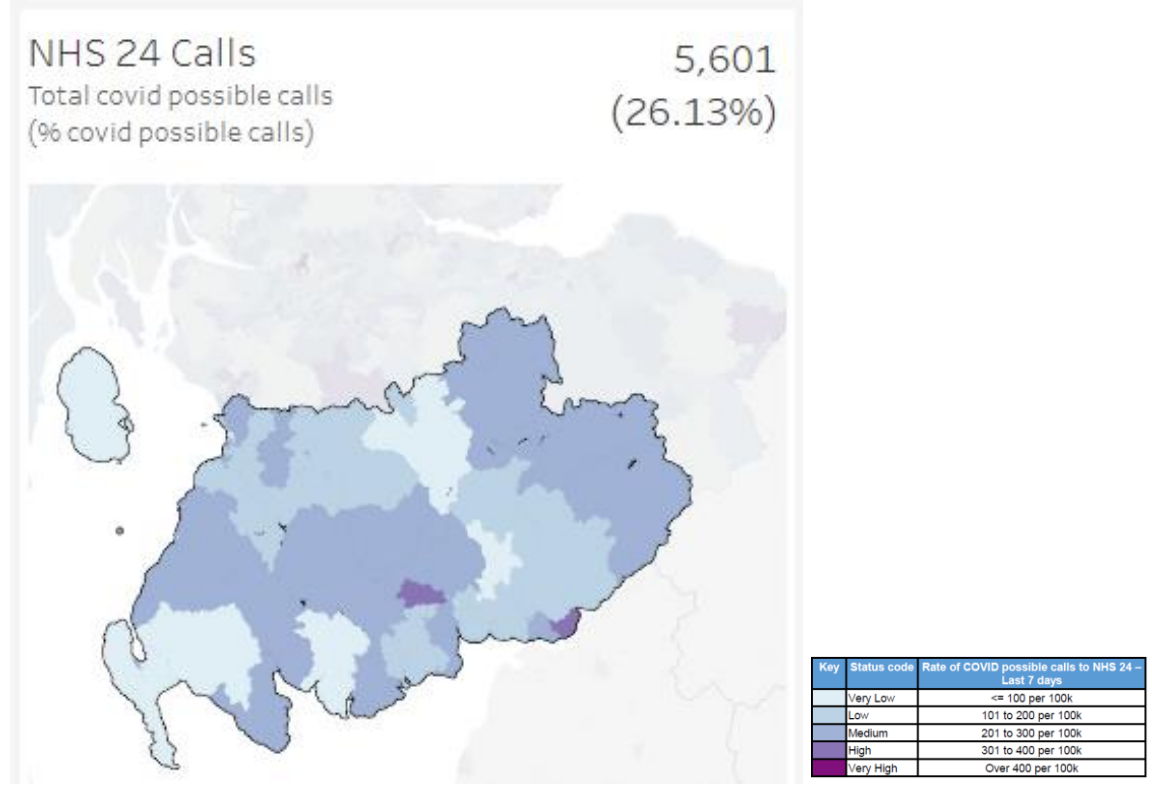 NHS 24 Calls
5,601
Total covid possible calls
(26.13%)
(% covid possible calls)
Key Status code Rate of COVID possible calls to NHS 24 –
Last 7 days
Very Low <= 100 per 100k
Low 101 to 200 per 100k
Medium 201 to 300 per 100k
High 301 to 400 per 100k
Very High Over 400 per 100k